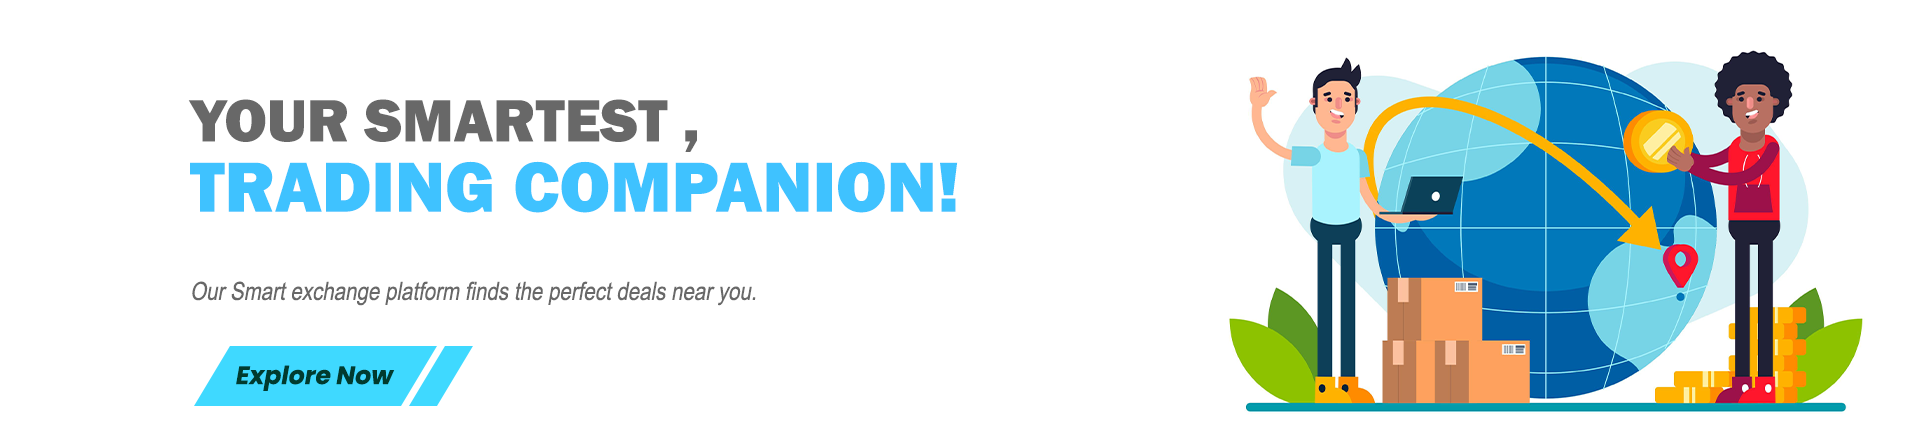 YOUR SMARTEST ,
TRADING COMPANION!
Our Smart exchange platform finds the perfect deals near you.
Explore Now